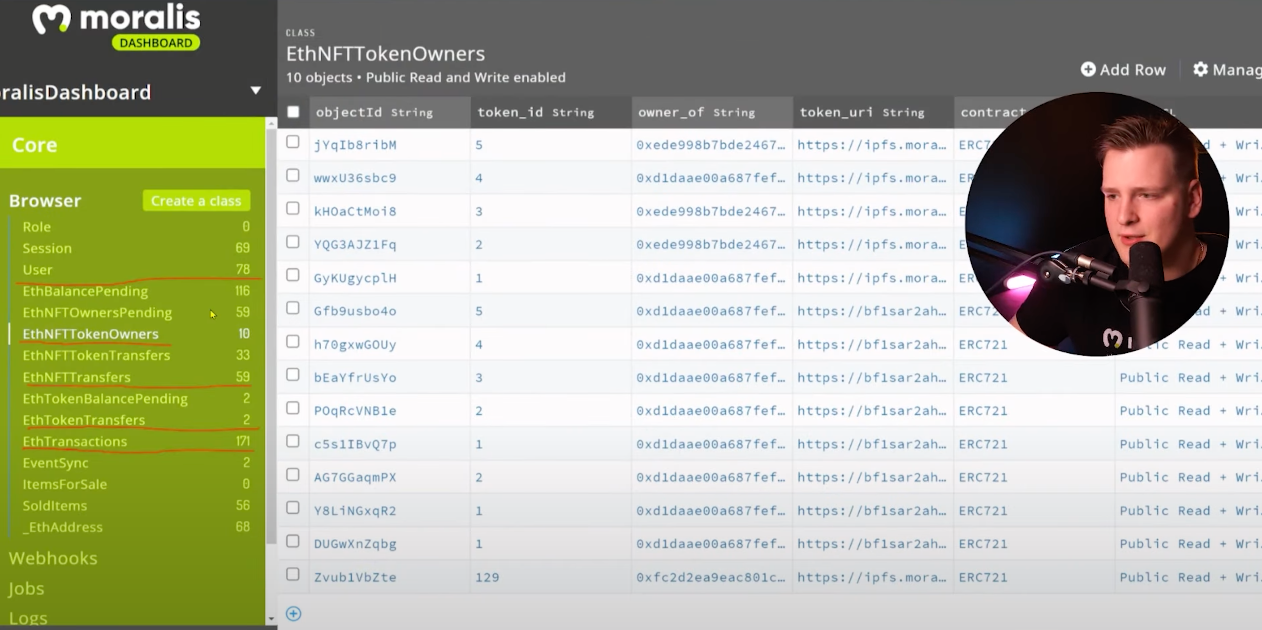 moralis
DASHBOARD
ralisDashboard
Core
Browser Create a class
Role 0
Session 69
User 78
EthBalancePending 116
EthNFTOwnersPending 59
EthNFTTokenOwners 10
EthNFTTokenTransfers 33
EthNFTTransfers 59
EthTokenBalancePending 2
EthTokenTransfers 2
EthTransactions 171
EventSync 2
ItemsForSale 0
SoldItems 56
_EthAddress 68
Webhooks
Jobs
Logs
CLASS
EthNFTTokenOwners
10 objects • Public Read and Write enabled
Add Row Manag
objectId String token_id String owner_of String token_uri String contract
jYqIb8ribM 5 0xede998b7bde2467… https://ipfs.mora… ERC7 d + Wri
wwxU36sbc9 4 0xd1daae00a687fef… https://ipfs.mora… ERC Wri
kHOaCtMoi8 3 0xede998b7bde2467… https://ipfs.mora… ERC Wri
YQG3AJZ1Fq 2 0xede998b7bde2467… https://ipfs.mora… ERC Wri
GyKUgycplH 1 0xd1daae00a687fef… https://ipfs.mora… ERC Wri
Gfb9usbo4o 5 0xd1daae00a687fef… https://bf1sar2ah… ERC72 + Wri
h70gxwGOUy 4 0xd1daae00a687fef… https://bf1sar2ah… ERC721 ic Read + Wri
bEaYfrUsYo 3 0xd1daae00a687fef… https://bf1sar2ah… ERC721 Public Read + Wri
POqRcVNB1e 2 0xd1daae00a687fef… https://bf1sar2ah… ERC721 Public Read + Wri
c5s1IBvQ7p 1 0xd1daae00a687fef… https://bf1sar2ah… ERC721 Public Read + Wri
AG7GGaqmPX 2 0xd1daae00a687fef… https://bf1sar2ah… ERC721 Public Read + Wri
Y8LiNGxqR2 1 0xd1daae00a687fef… https://bf1sar2ah… ERC721 Public Read + Wri
DUGwXnZqbg 1 0xd1daae00a687fef… https://bf1sar2ah… ERC721 Public Read + Wri
Zvub1VbZte 129 0xfc2d2ea9eac801c… https://ipfs.mora… ERC721 Public Read + Wri